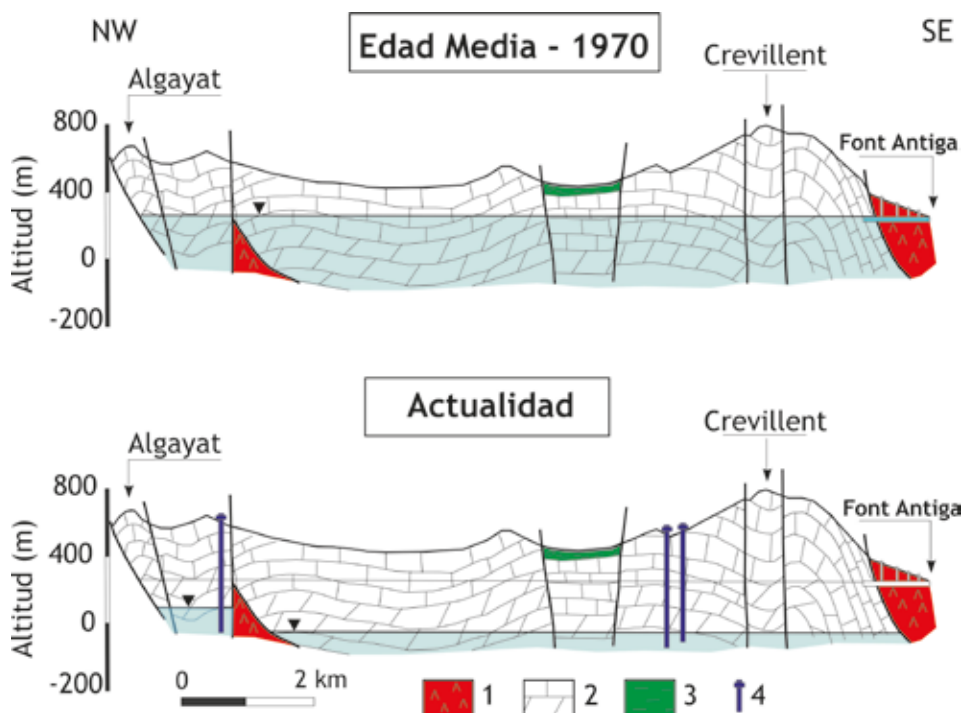 NW
Edad Media - 1970
SE
Algayat
Crevillent
Font Antiga
Altitud (m)
800
400
0
-200
Actualidad
Algayat
Crevillent
Font Antiga
Altitud (m)
800
400
0
-200
0 2 km
1 2 3 4